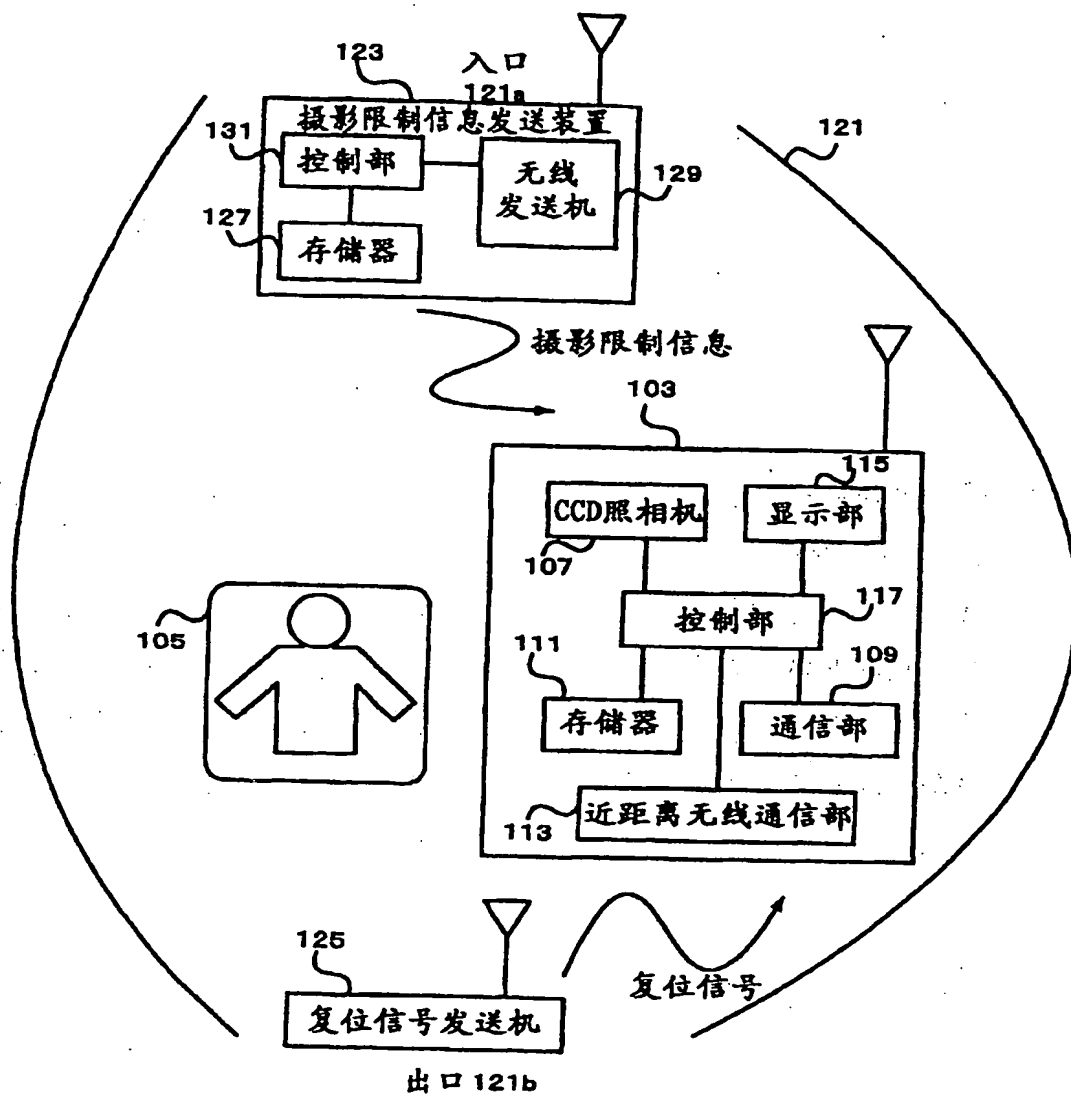 123
入口
121a
摄影限制信息发送装置
131
控制部
无线
发送机
129
127
存储器
121
摄影限制信息
103
115
CCD照相机
显示部
107
117
控制部
105
111
109
存储器
通信部
113
近距离无线通信部
125
复位信号
复位信号发送机
出口 121b